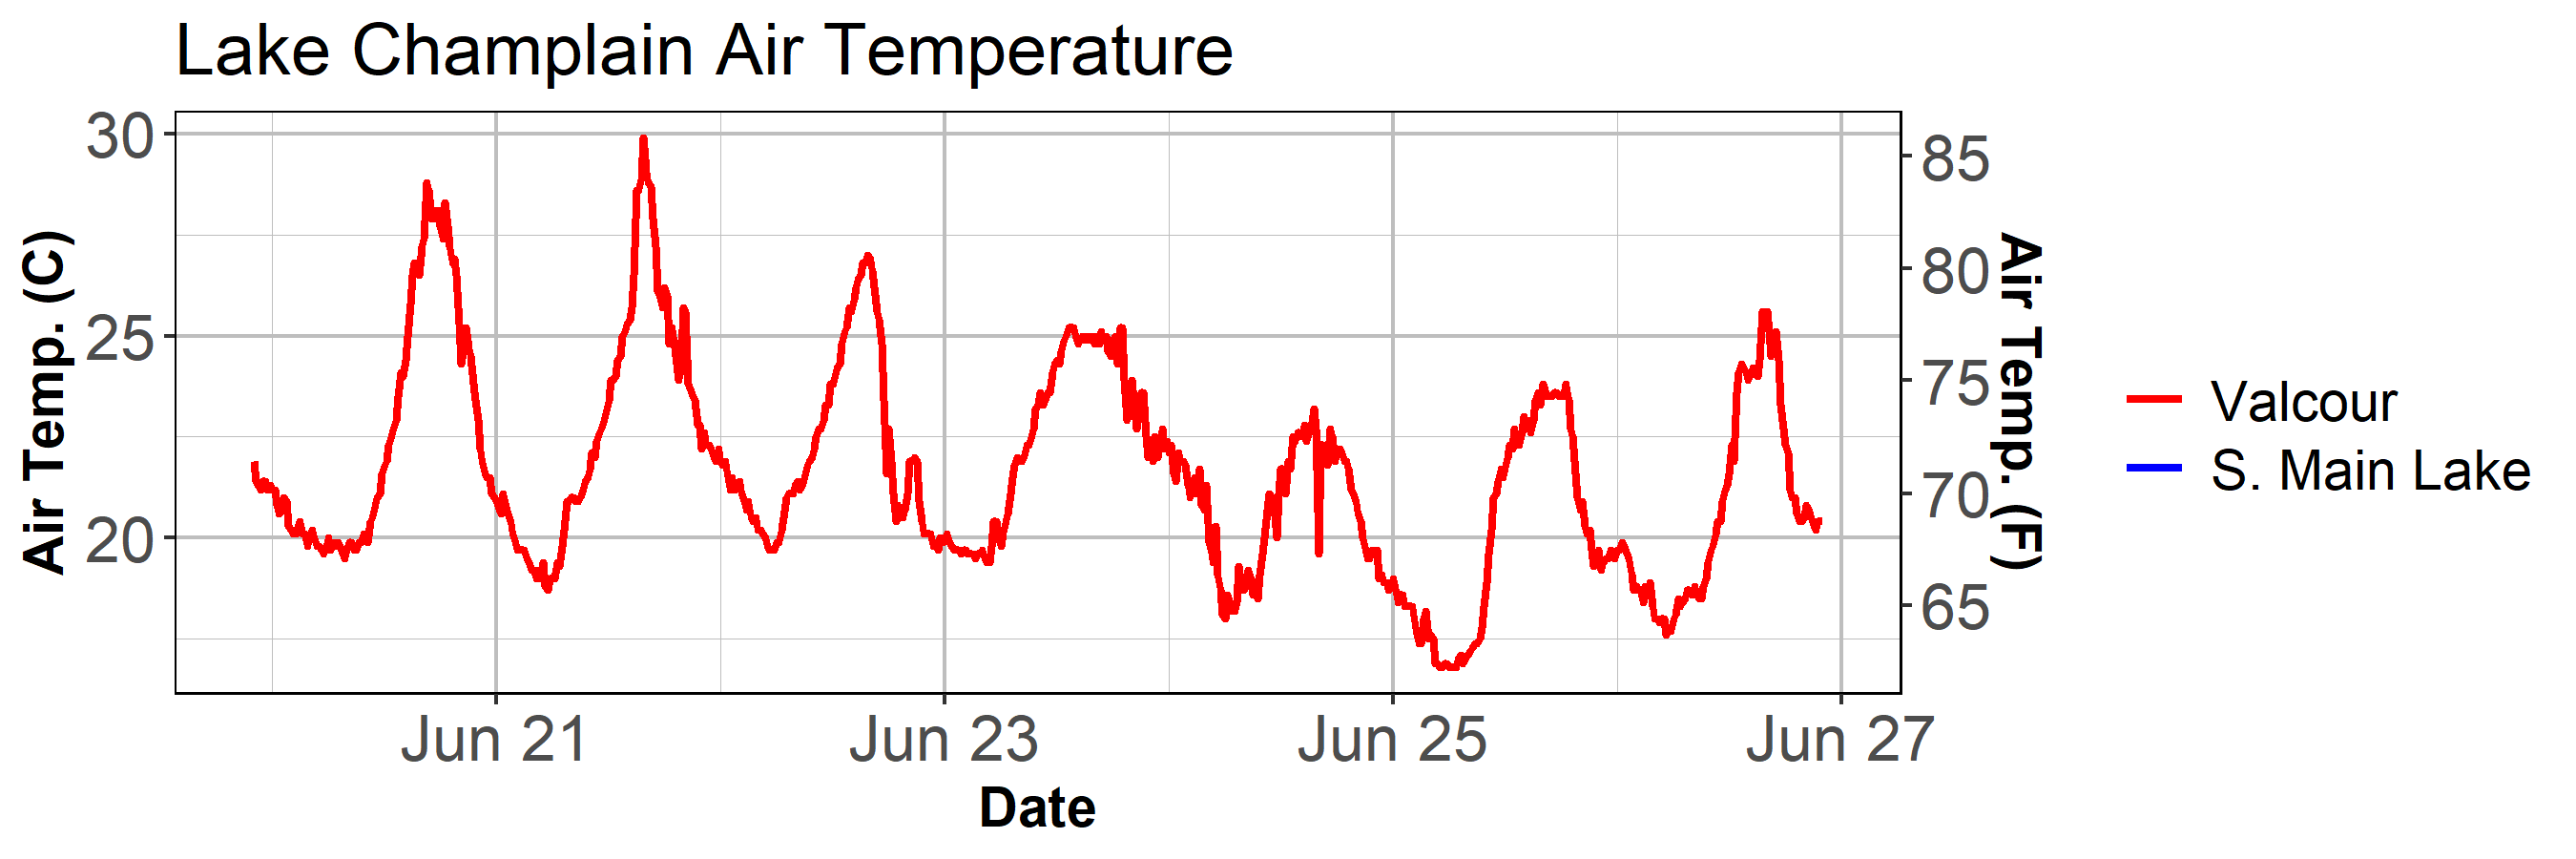 Lake Champlain Air Temperature
30
25
20
Air Temp. (C)
85
80
75
70
65
Air Temp. (F)
Jun 21
Jun 23
Jun 25
Jun 27
Date
Valcour
S. Main Lake